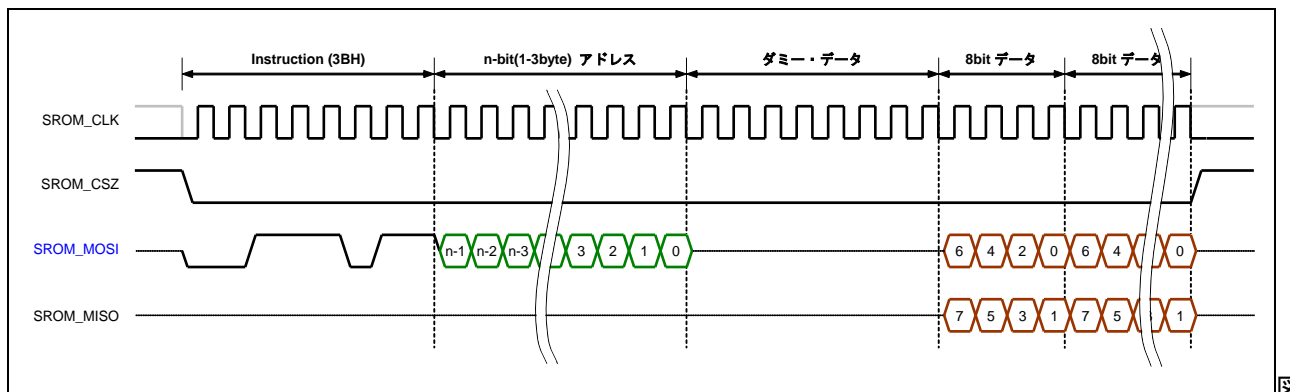 Instruction (3BH) n-bit(1-3byte) アドレス ダミー・データ 8bit データ 8bit データ
SROM_CLK
SROM_CSZ
SROM_MOSI n-1 n-2 n-3 3 2 1 0 6 4 2 0 6 4 0
SROM_MISO 7 5 3 1 7 5 1
図